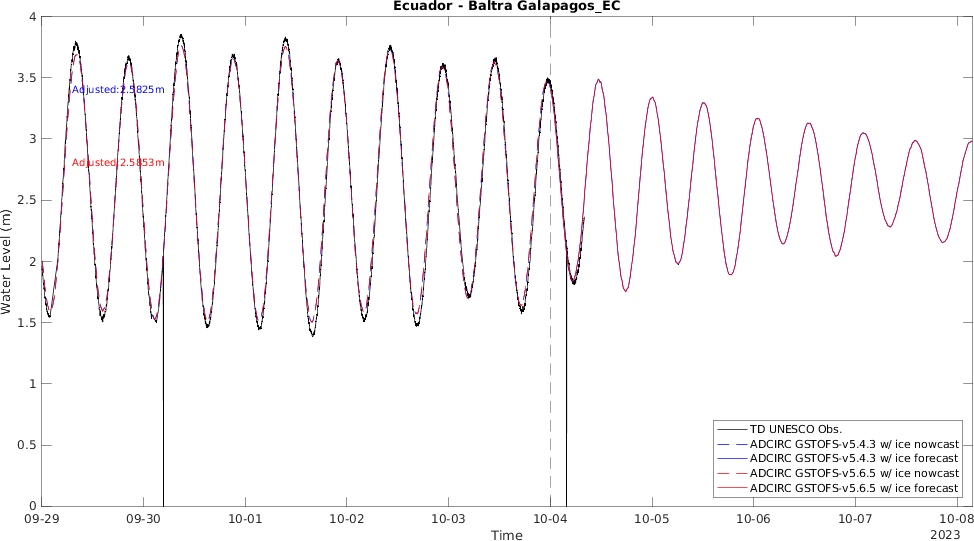 Ecuador - Baltra Galapagos_EC
4
3.5
3
2.5
2
1.5
1
0.5
0
Water Level (m)
Adjusted:2.5825m
Adjusted:2.5853m
TD UNESCO Obs.
ADCIRC GSTOFS-v5.4.3 w/ ice nowcast
ADCIRC GSTOFS-v5.4.3 w/ ice forecast
ADCIRC GSTOFS-v5.6.5 w/ ice nowcast
ADCIRC GSTOFS-v5.6.5 w/ ice forecast
09-29 09-30 10-01 10-02 10-03 10-04 10-05 10-06 10-07 10-08
Time
2023